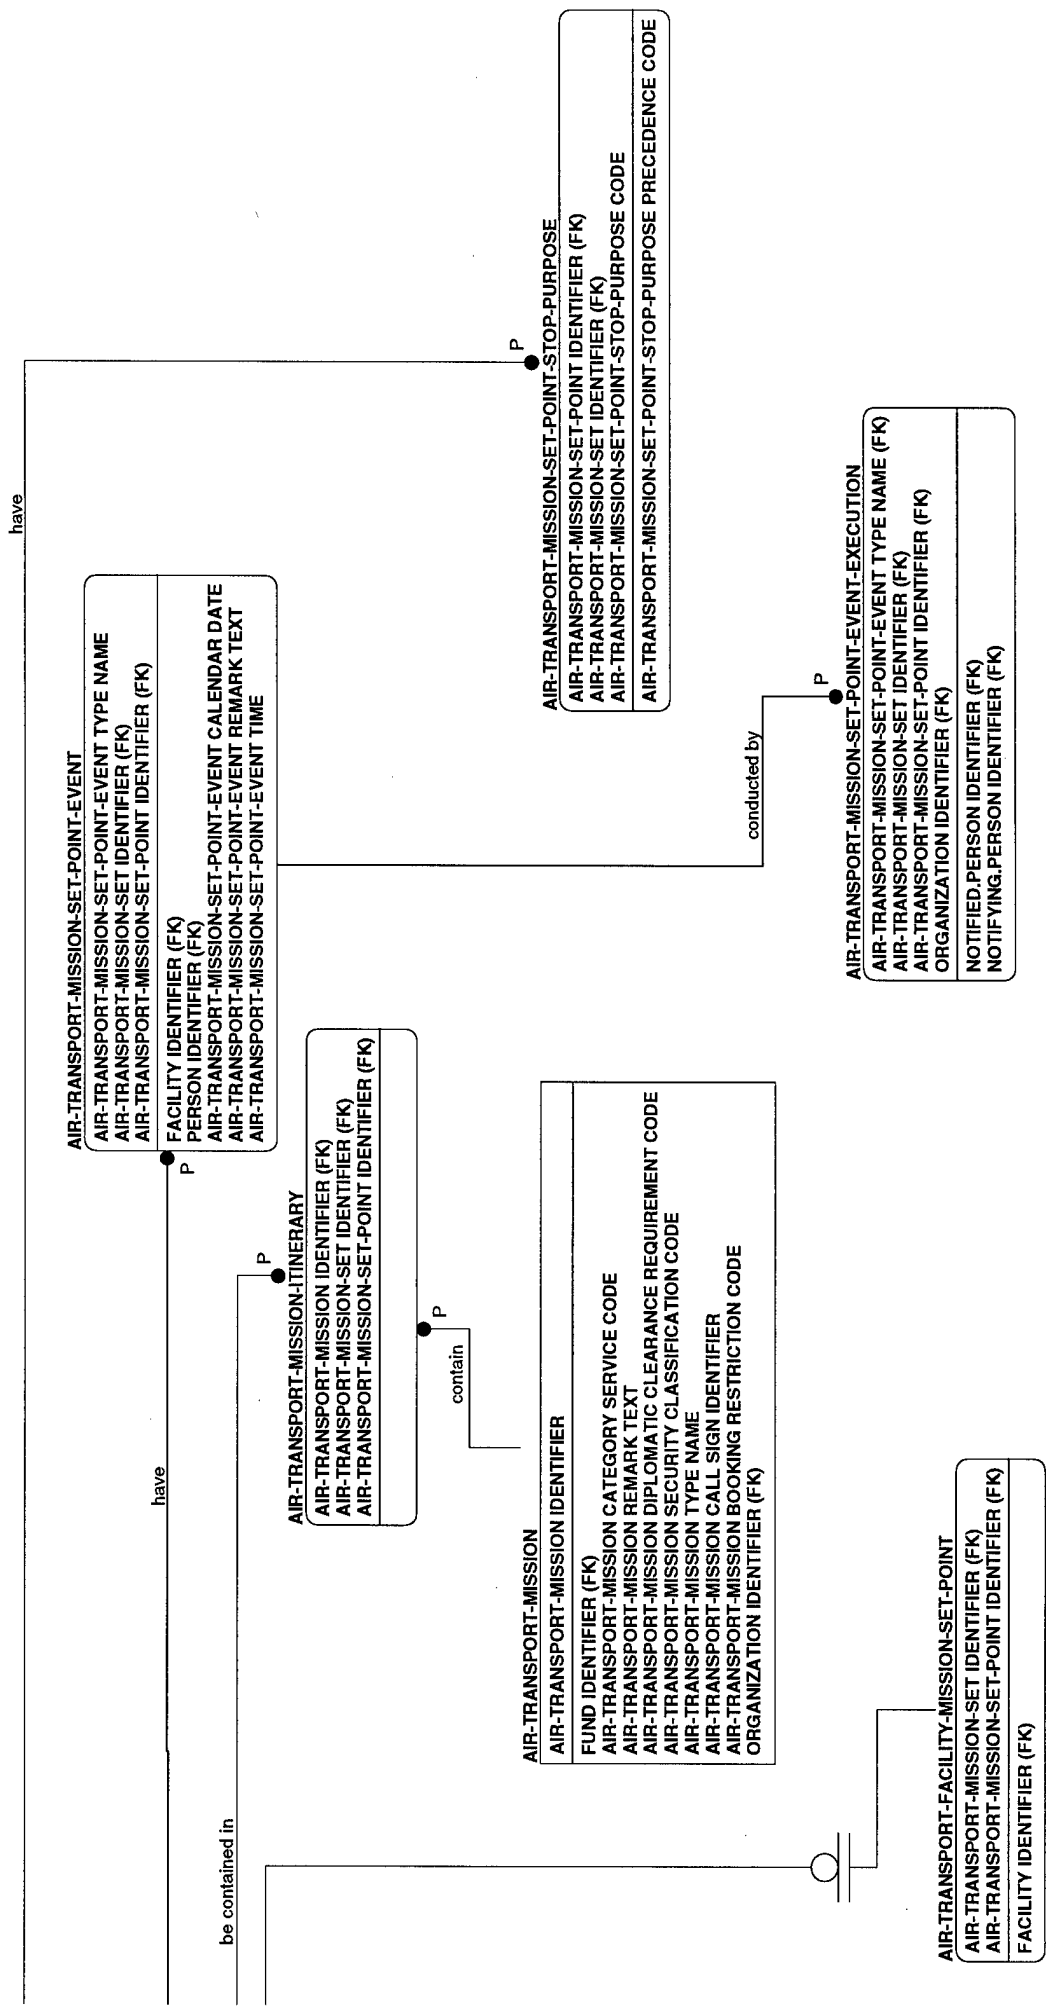 have
AIR-TRANSPORT-MISSION-SET-POINT-EVENT
AIR-TRANSPORT-MISSION-SET-POINT-EVENT TYPE NAME
AIR-TRANSPORT-MISSION-SET IDENTIFIER (FK)
AIR-TRANSPORT-MISSION-SET-POINT IDENTIFIER (FK)
FACILITY IDENTIFIER (FK)
PERSON IDENTIFIER (FK)
AIR-TRANSPORT-MISSION-SET-POINT-EVENT CALENDAR DATE
AIR-TRANSPORT-MISSION-SET-POINT-EVENT REMARK TEXT
AIR-TRANSPORT-MISSION-SET-POINT-EVENT TIME
have
P
be contained in
P
AIR-TRANSPORT-MISSION-ITINERARY
AIR-TRANSPORT-MISSION IDENTIFIER (FK)
AIR-TRANSPORT-MISSION-SET IDENTIFIER (FK)
AIR-TRANSPORT-MISSION-SET-POINT IDENTIFIER (FK)
P
contain
P
AIR-TRANSPORT-MISSION-SET-POINT-STOP-PURPOSE
AIR-TRANSPORT-MISSION-SET-POINT IDENTIFIER (FK)
AIR-TRANSPORT-MISSION-SET IDENTIFIER (FK)
AIR-TRANSPORT-MISSION-SET-POINT-STOP-PURPOSE CODE
AIR-TRANSPORT-MISSION-SET-POINT-STOP-PURPOSE PRECEDENCE CODE
AIR-TRANSPORT-MISSION
AIR-TRANSPORT-MISSION IDENTIFIER
FUND IDENTIFIER (FK)
AIR-TRANSPORT-MISSION CATEGORY SERVICE CODE
AIR-TRANSPORT-MISSION REMARK TEXT
AIR-TRANSPORT-MISSION DIPLOMATIC CLEARANCE REQUIREMENT CODE
AIR-TRANSPORT-MISSION SECURITY CLASSIFICATION CODE
AIR-TRANSPORT-MISSION TYPE NAME
AIR-TRANSPORT-MISSION CALL SIGN IDENTIFIER
AIR-TRANSPORT-MISSION BOOKING RESTRICTION CODE
ORGANIZATION IDENTIFIER (FK)
conducted by
P
AIR-TRANSPORT-MISSION-SET-POINT-EVENT-EXECUTION
AIR-TRANSPORT-MISSION-SET-POINT-EVENT TYPE NAME (FK)
AIR-TRANSPORT-MISSION-SET IDENTIFIER (FK)
AIR-TRANSPORT-MISSION-SET-POINT IDENTIFIER (FK)
ORGANIZATION IDENTIFIER (FK)
NOTIFIED.PERSON IDENTIFIER (FK)
NOTIFYING.PERSON IDENTIFIER (FK)
AIR-TRANSPORT-FACILITY-MISSION-SET-POINT
AIR-TRANSPORT-MISSION-SET IDENTIFIER (FK)
AIR-TRANSPORT-MISSION-SET-POINT IDENTIFIER (FK)
FACILITY IDENTIFIER (FK)